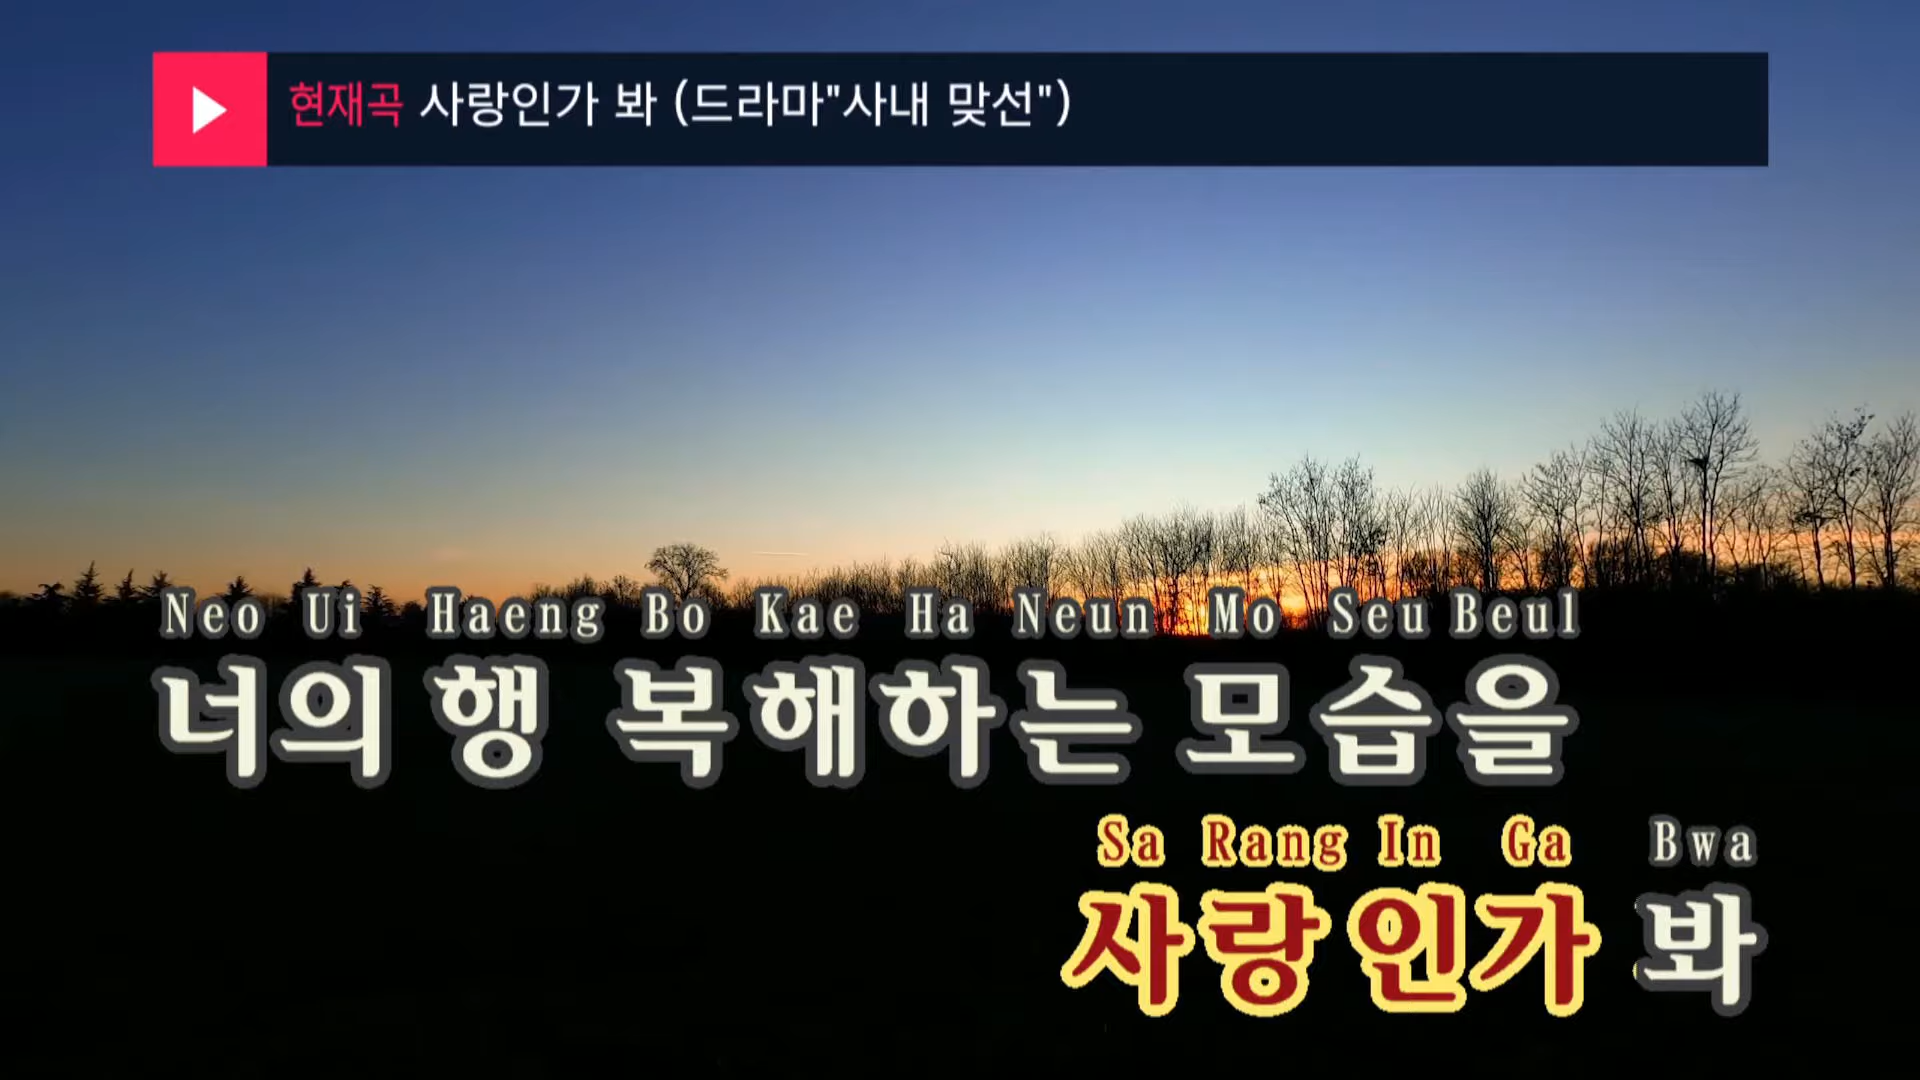 현재곡 사랑인가 봐 (드라마"사내 맞선")
Neo Ui Haeng Bo Kae Ha Neun Mo Seu Beul
너의 행 복해하는 모습을
Sa Rang In Ga Bwa
사랑인가 봐